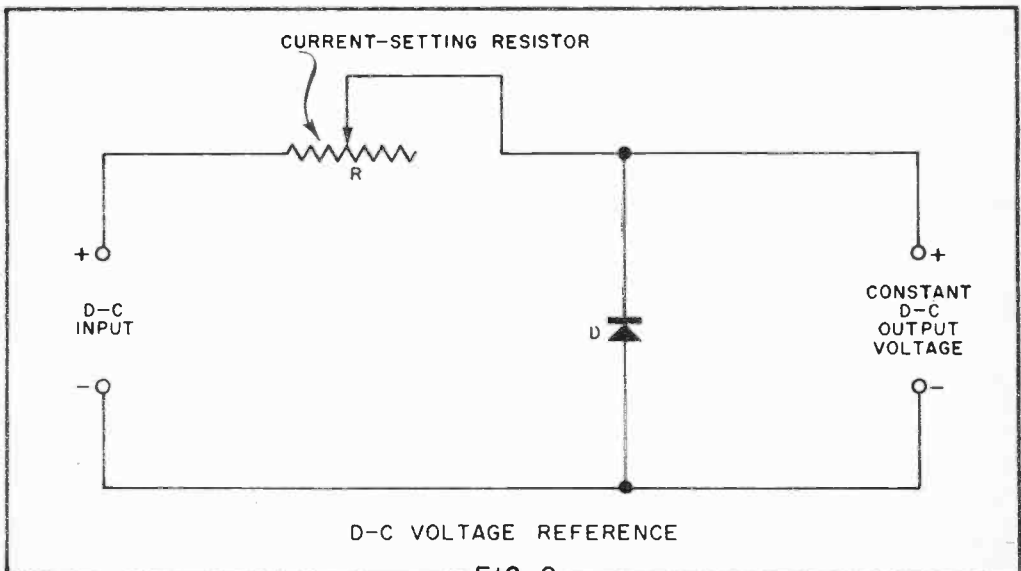 CURRENT-SETTING RESISTOR
R
+
+
D-C
INPUT
CONSTANT
D-C
OUTPUT
VOLTAGE
D
-
-
D-C VOLTAGE REFERENCE